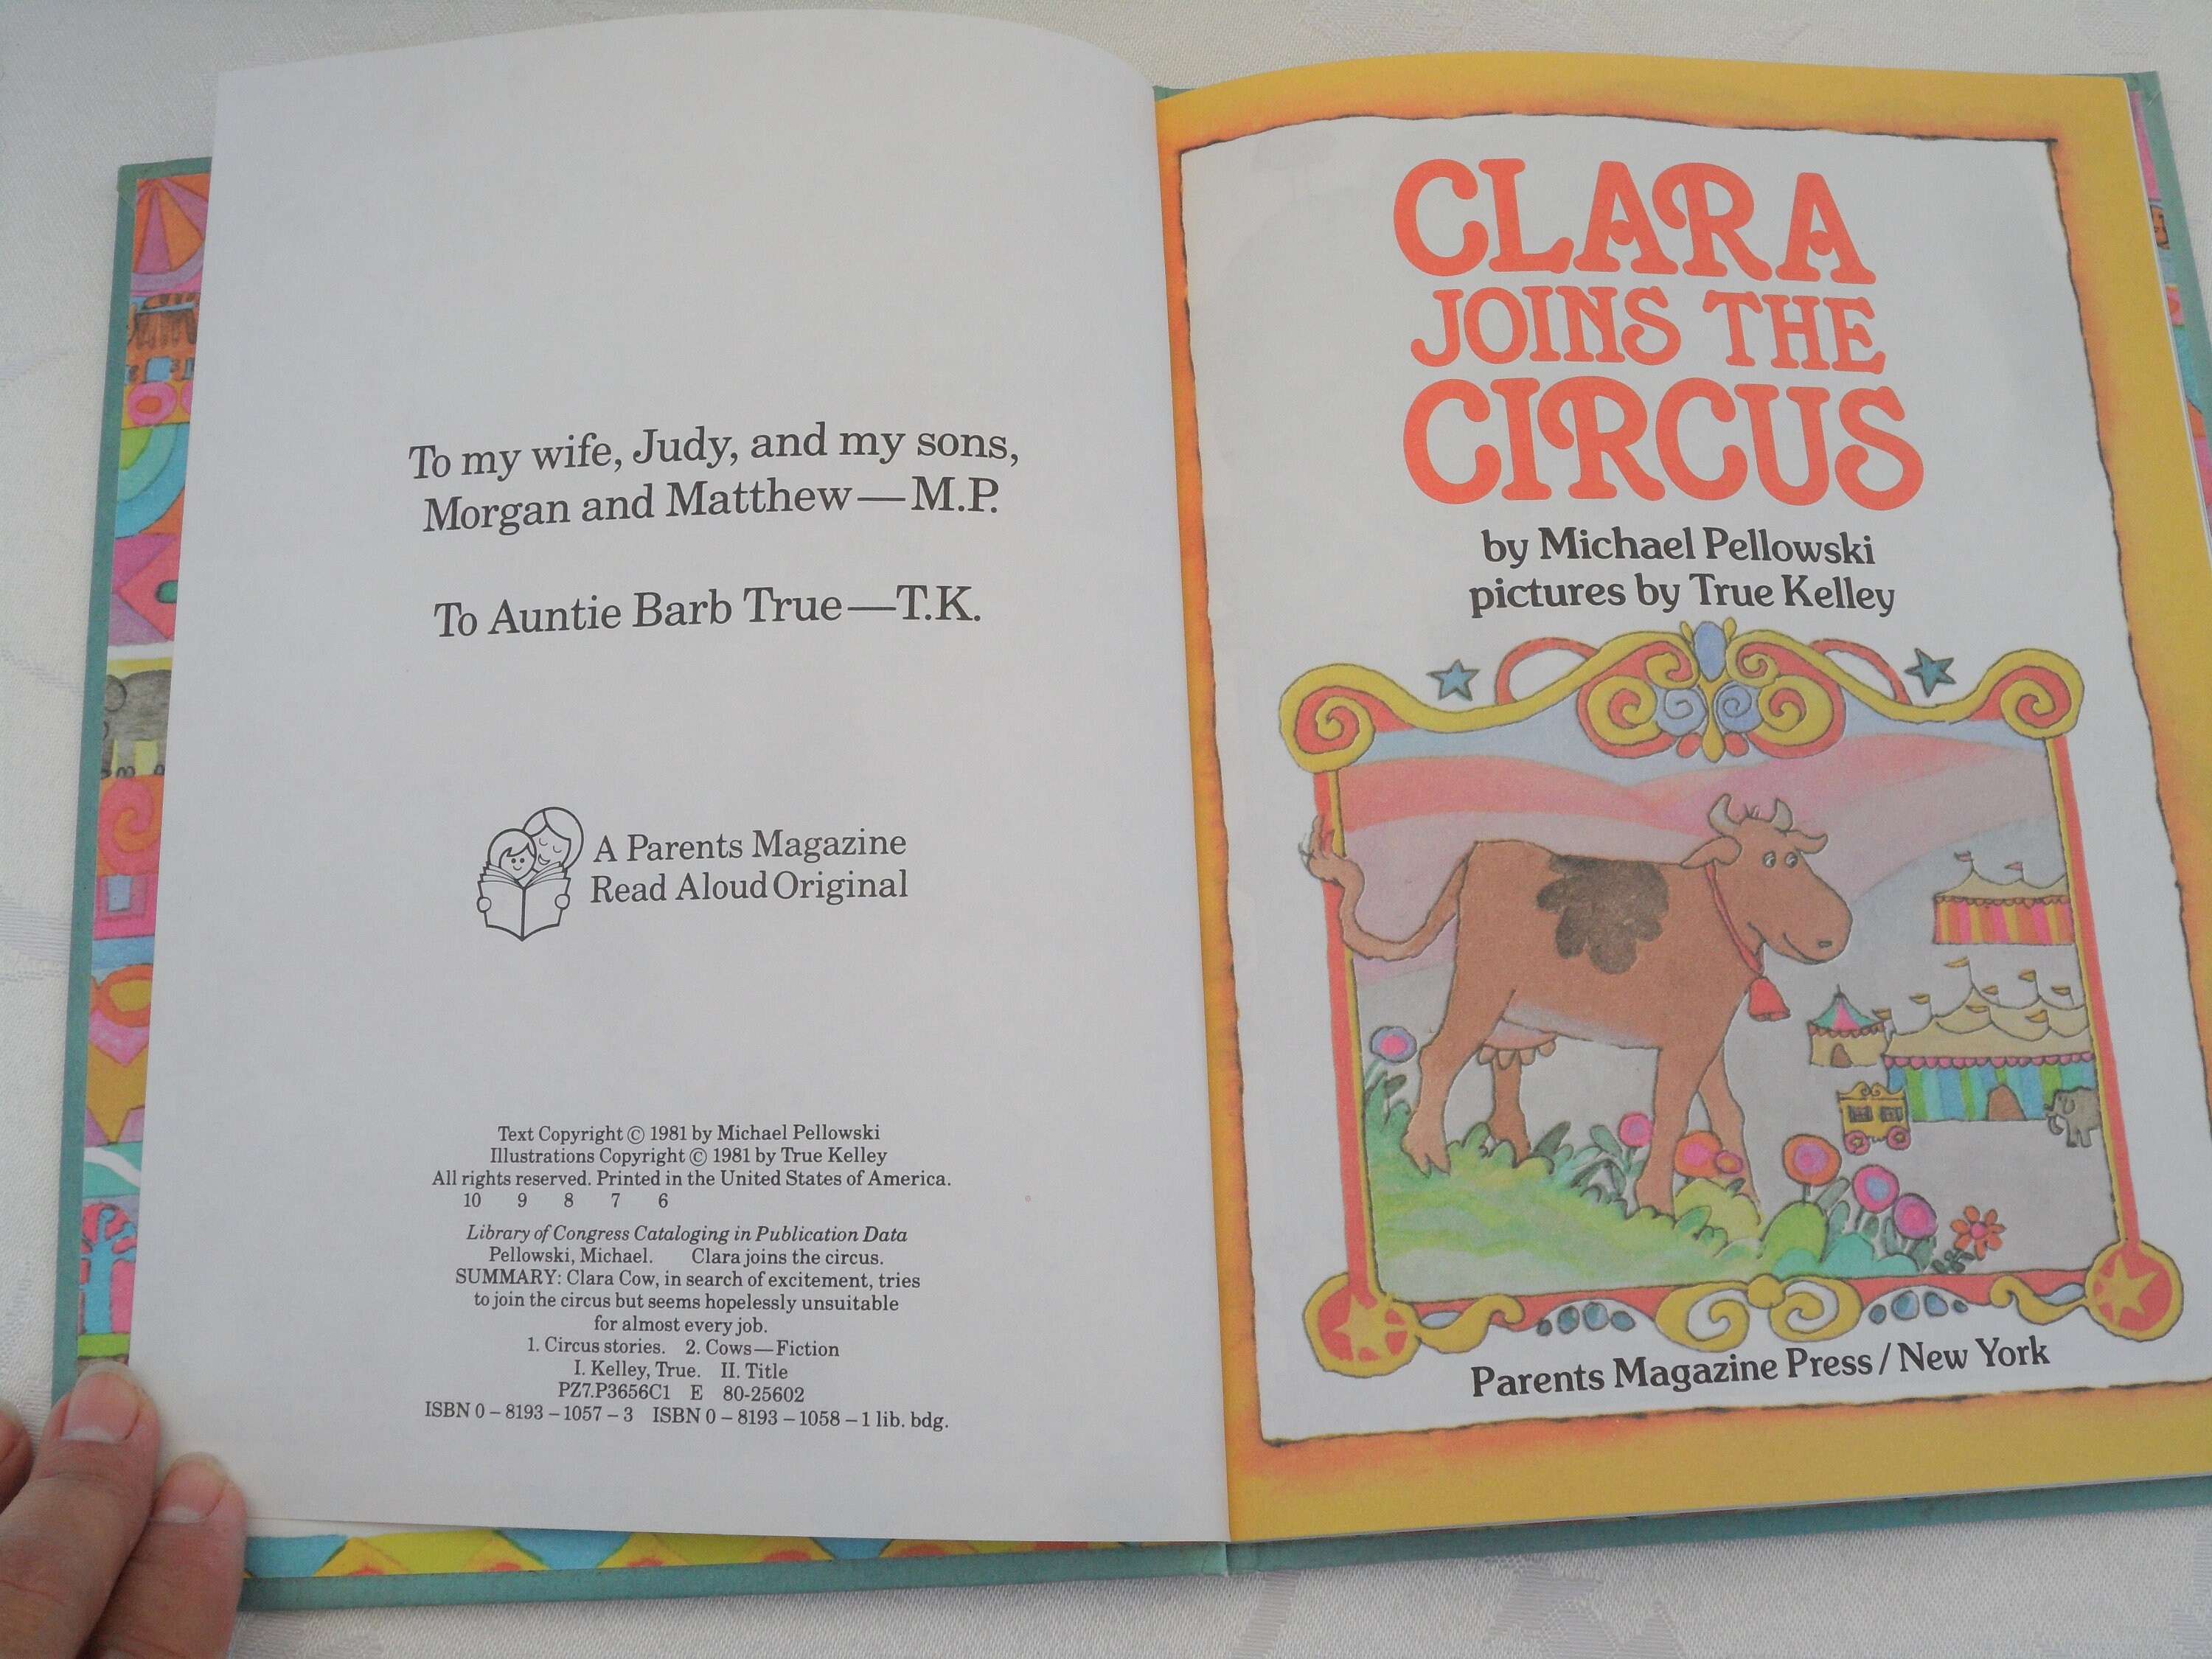 To my wife, Judy, and my sons,
Morgan and Matthew—M.P.
To Auntie Barb True—T.K.
A Parents Magazine
Read Aloud Original
Text Copyright © 1981 by Michael Pellowski
Illustrations Copyright © 1981 by True Kelley
All rights reserved. Printed in the United States of America.
10 9 8 7 6
Library of Congress Cataloging in Publication Data
Pellowski, Michael. Clara joins the circus.
SUMMARY: Clara Cow, in search of excitement, tries
to join the circus but seems hopelessly unsuitable
for almost every job.
1. Circus stories. 2. Cows—Fiction
I. Kelley, True. II. Title
PZ7.P3656C1 E 80-25602
ISBN 0–8193–1057–3 ISBN 0–8193–1058–1 lib. bdg.
CLARA
JOINS THE
CIRCUS
by Michael Pellowski
pictures by True Kelley
Parents Magazine Press / New York